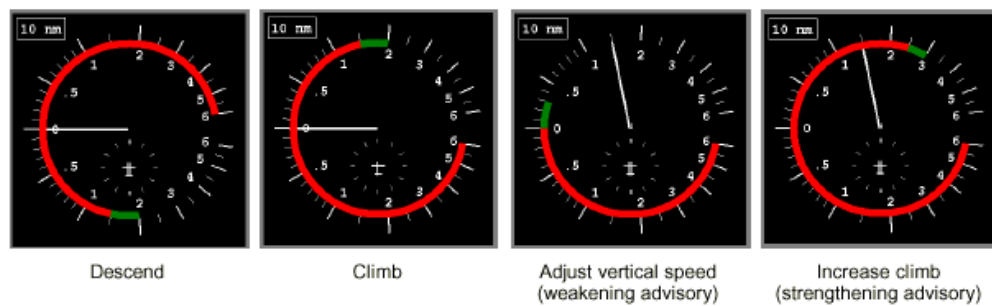 10 nm
1 2 3 4 5 6
.5
0
.5
1 2 3 4 5 6
10 nm
1 2 3 4 5 6
.5
0
.5
1 2 3 4 5 6
10 nm
1 2 3 4 5 6
.5
0
.5
1 2 3 4 5 6
10 nm
1 2 3 4 5 6
.5
0
.5
1 2 3 4 5 6
Descend
Climb
Adjust vertical speed
(weakening advisory)
Increase climb
(strengthening advisory)